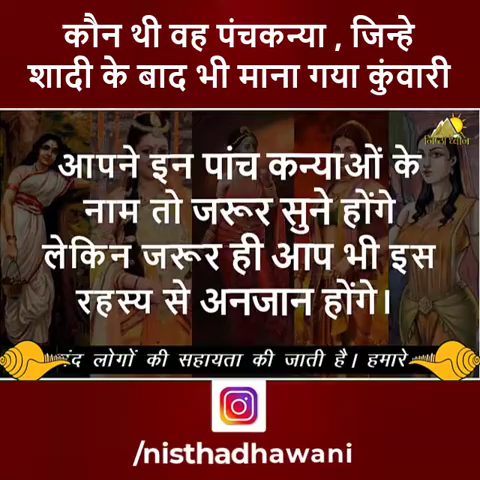 कौन थी वह पंचकन्या , जिन्हे
शादी के बाद भी माना गया कुंवारी
आपने इन पांच कन्याओं के
नाम तो जरूर सुने होंगे
लेकिन जरूर ही आप भी इस
रहस्य से अनजान होंगे।
लोगों की सहायता की जाती है। हमारे
/nisthadhawani